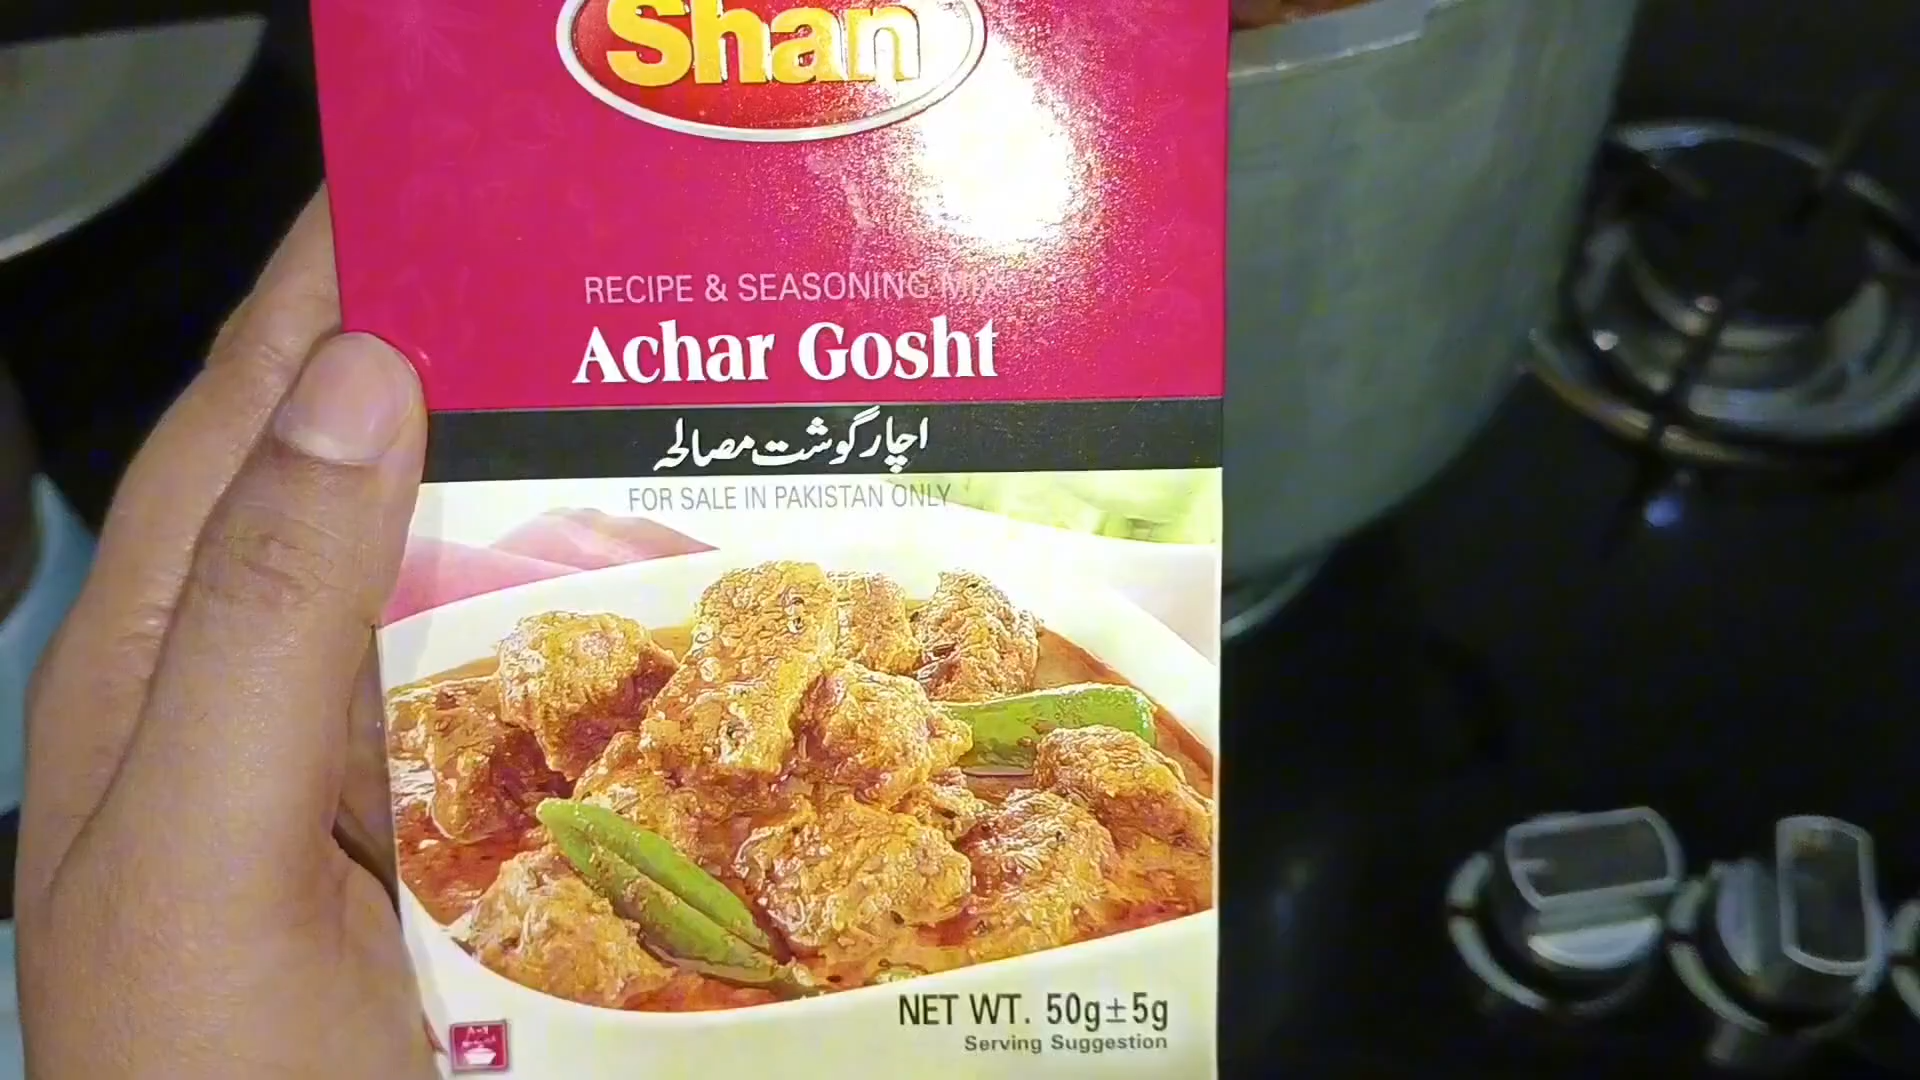 Shan
RECIPE & SEASONING MIX
Achar Gosht
اچار گوشت مصالحہ
FOR SALE IN PAKISTAN ONLY
NET WT. 50g±5g
Serving Suggestion